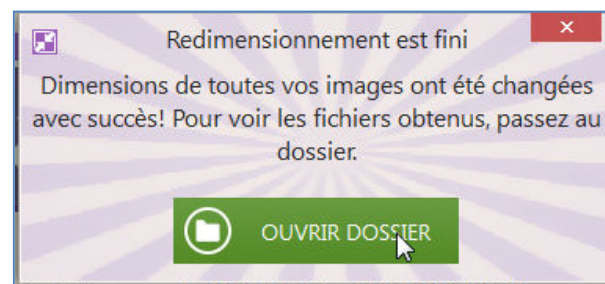 Redimensionnement est fini
Dimensions de toutes vos images ont été changées
avec succès! Pour voir les fichiers obtenus, passez au
dossier.
OUVRIR DOSSIER